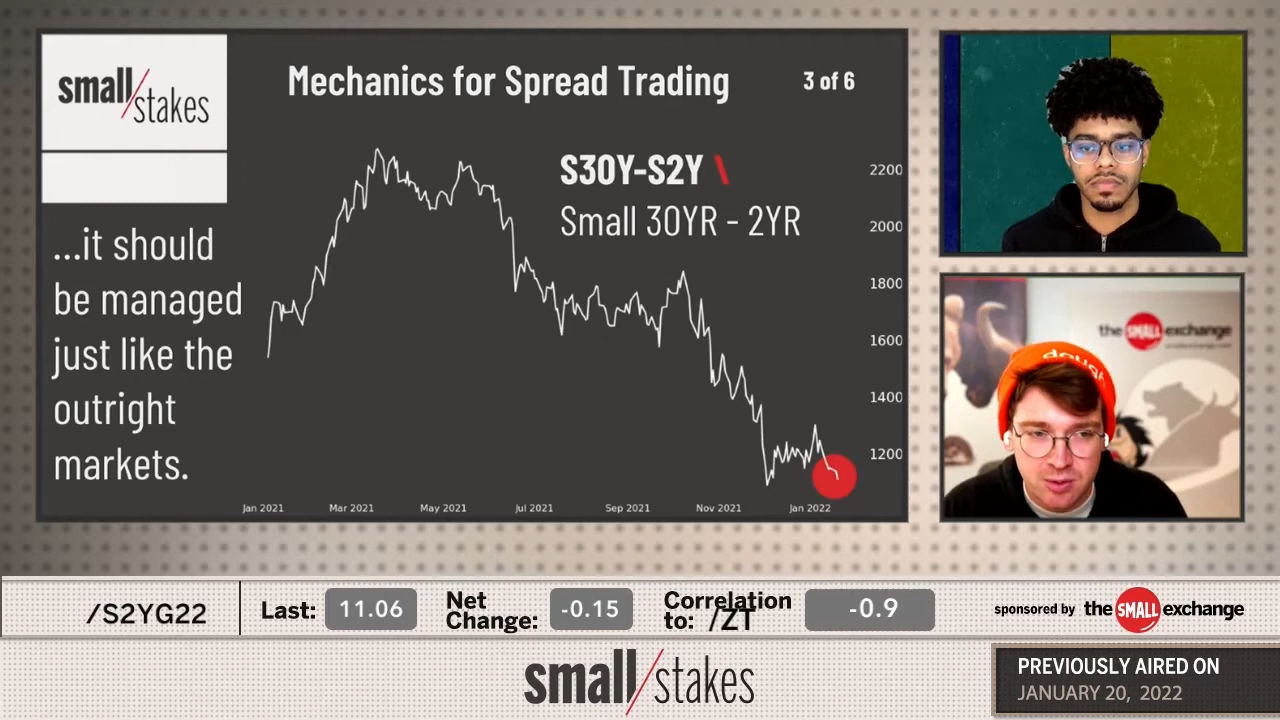 small/stakes
Mechanics for Spread Trading
3 of 6
S30Y-S2Y \
Small 30YR - 2YR
...it should
be managed
just like the
outright
markets.
2200
2000
1800
1600
1400
1200
Jan 2021
Mar 2021
May 2021
Jul 2021
Sep 2021
Nov 2021
Jan 2022
the SMALL exchange
dough
/S2YG22
Last:
11.06
Net
Change:
-0.15
Correlation
to: /ZT
-0.9
sponsored by the SMALL exchange
small/stakes
PREVIOUSLY AIRED ON
JANUARY 20, 2022